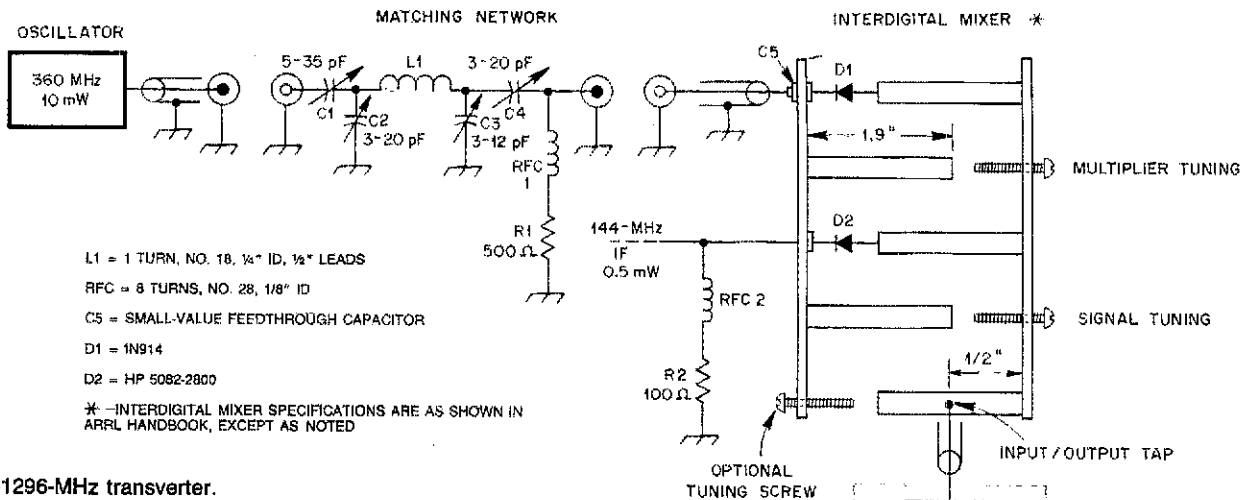 MATCHING NETWORK
INTERDIGITAL MIXER *
OSCILLATOR
360 MHz
10 mW
5-35 pF
L1
3-20 pF
C5
D1
C1
C2
3-20 pF
C3
3-12 pF
C4
RFC
1
1,9"
MULTIPLIER TUNING
R1
500Ω
144-MHz
IF
0.5 mW
D2
RFC 2
SIGNAL TUNING
1/2"
R2
100Ω
L1 = 1 TURN, NO. 18, ¼" ID, ½" LEADS
RFC = 8 TURNS, NO. 28, 1/8" ID
C5 = SMALL-VALUE FEEDTHROUGH CAPACITOR
D1 = 1N914
D2 = HP 5082-2800
* -INTERDIGITAL MIXER SPECIFICATIONS ARE AS SHOWN IN
ARRL HANDBOOK, EXCEPT AS NOTED
INPUT/OUTPUT TAP
OPTIONAL
TUNING SCREW
1296-MHz transverter.